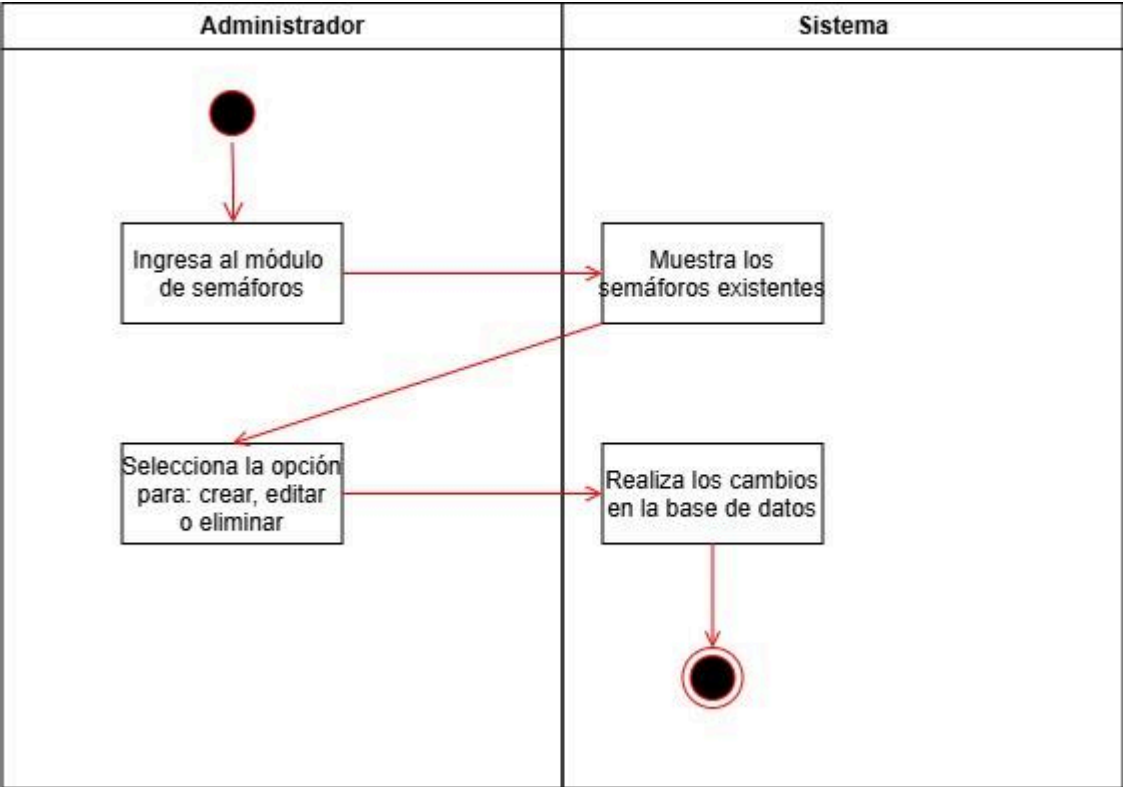 Administrador
Sistema
Ingresa al módulo
de semáforos
Muestra los
semáforos existentes
Selecciona la opción
para: crear, editar
o eliminar
Realiza los cambios
en la base de datos